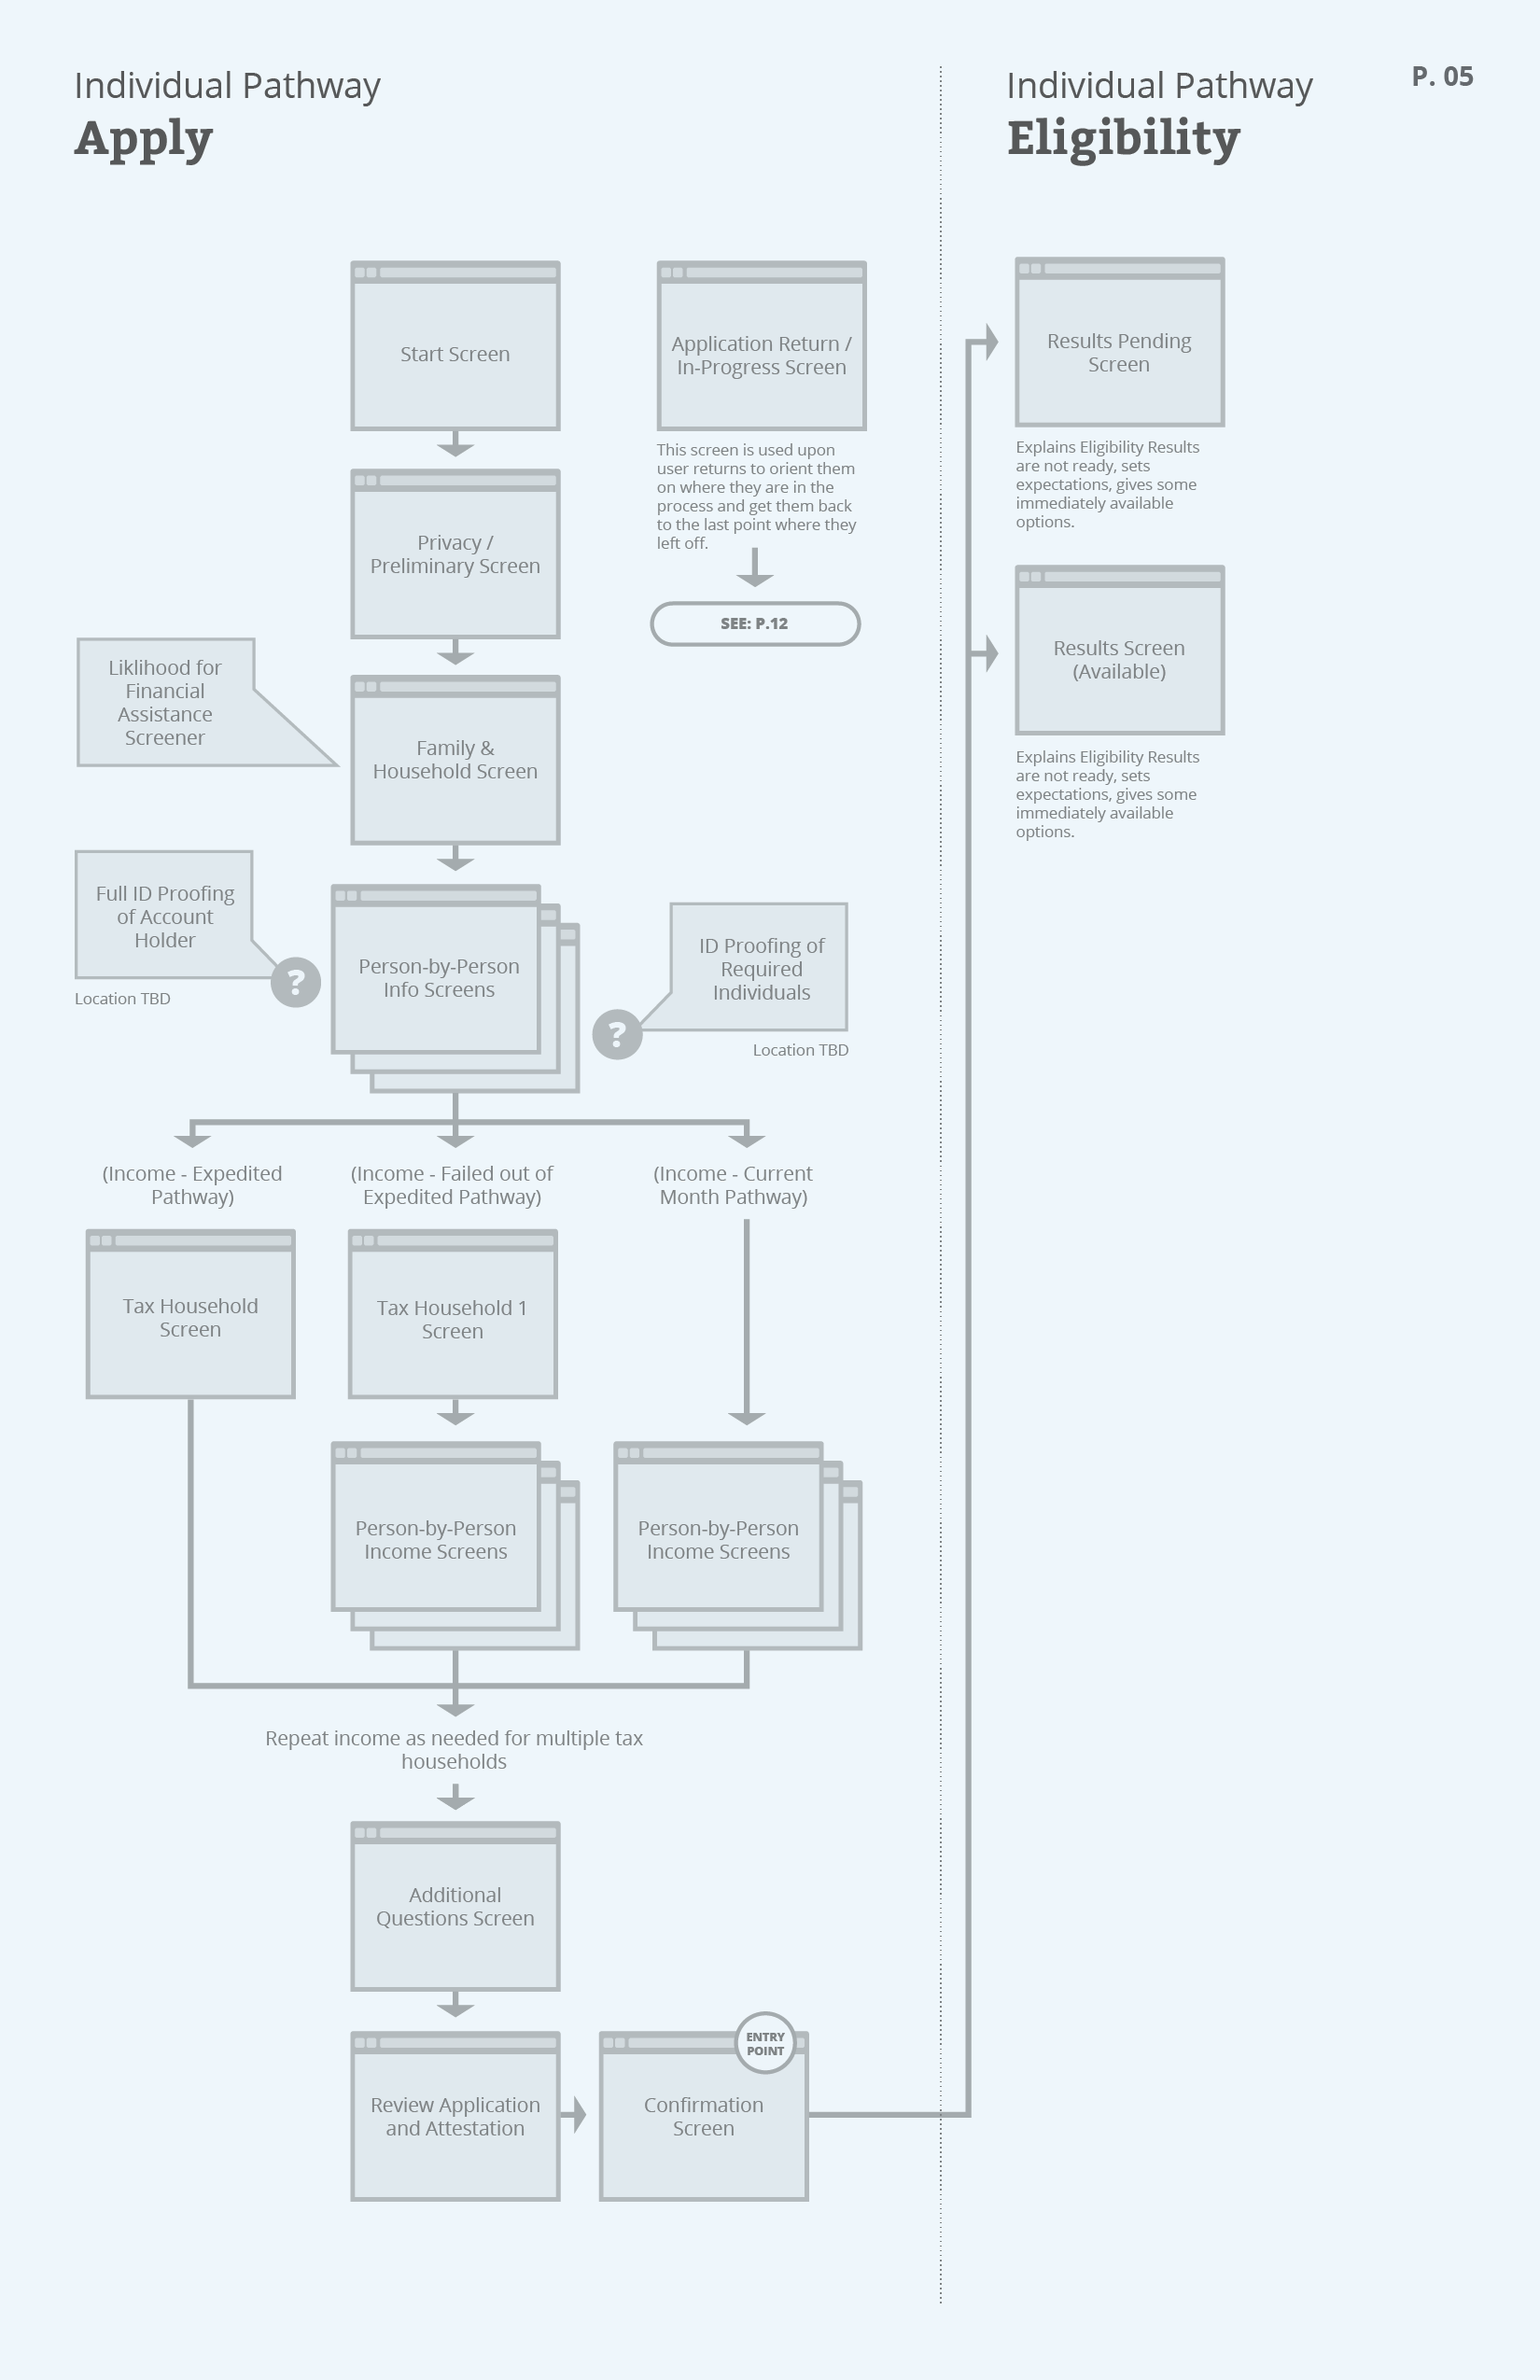 Individual Pathway
Apply
Individual Pathway
Eligibility
P. 05
Start Screen
Application Return /
In-Progress Screen
This screen is used upon
user returns to orient them
on where they are in the
process and get them back
to the last point where they
left off.
SEE: P.12
Privacy /
Preliminary Screen
Liklihood for
Financial
Assistance
Screener
Family &
Household Screen
Full ID Proofing
of Account
Holder
?
Location TBD
Person-by-Person
Info Screens
ID Proofing of
Required
Individuals
?
Location TBD
(Income - Expedited
Pathway)
(Income - Failed out of
Expedited Pathway)
(Income - Current
Month Pathway)
Tax Household
Screen
Tax Household 1
Screen
Person-by-Person
Income Screens
Person-by-Person
Income Screens
Repeat income as needed for multiple tax
households
Additional
Questions Screen
Review Application
and Attestation
ENTRY
POINT
Confirmation
Screen
Results Pending
Screen
Explains Eligibility Results
are not ready, sets
expectations, gives some
immediately available
options.
Results Screen
(Available)
Explains Eligibility Results
are not ready, sets
expectations, gives some
immediately available
options.